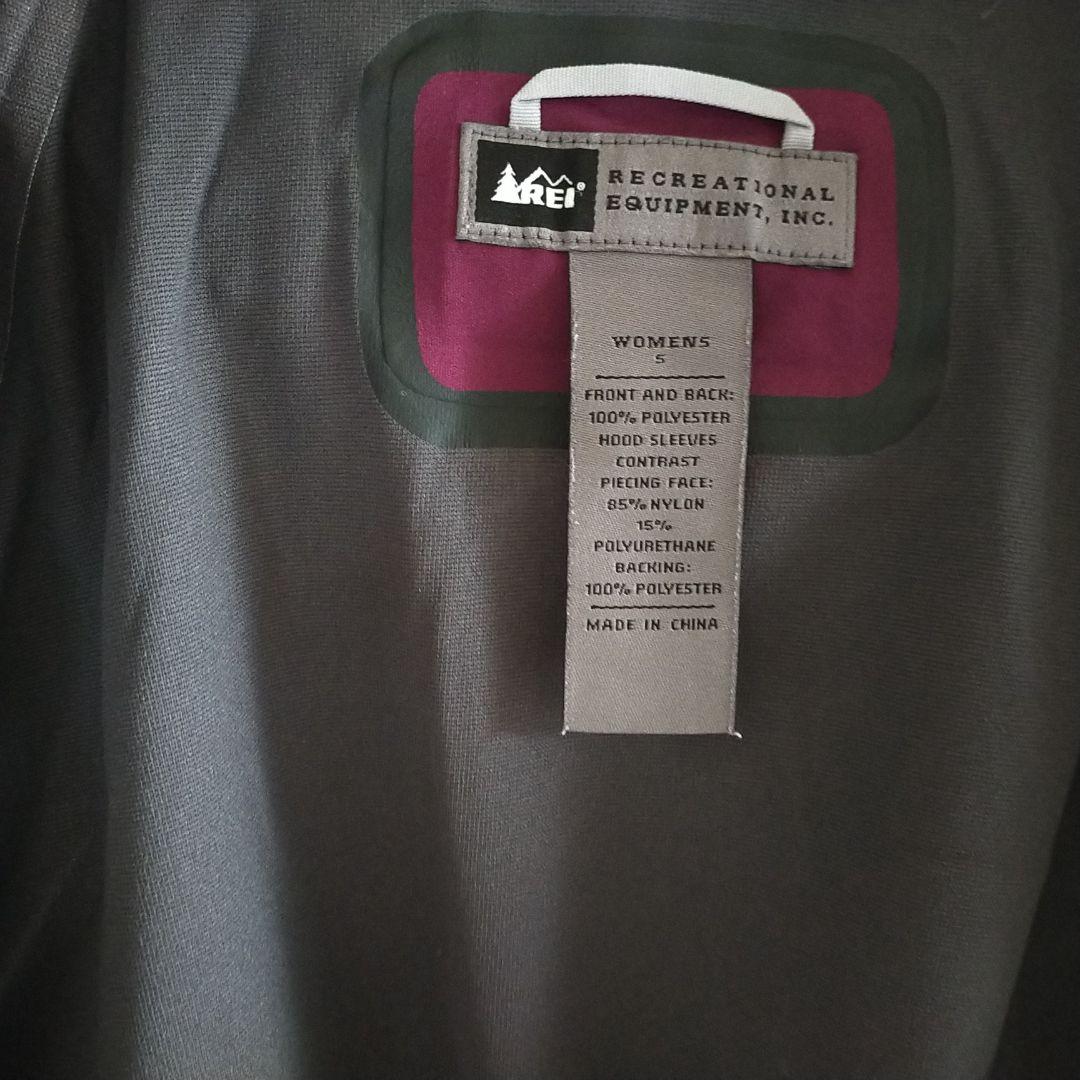 REI®
RECREATIONAL
EQUIPMENT, INC.
WOMENS
S
FRONT AND BACK:
100% POLYESTER
HOOD SLEEVES
CONTRAST
PIECING FACE:
85% NYLON
15%
POLYURETHANE
BACKING:
100% POLYESTER
MADE IN CHINA